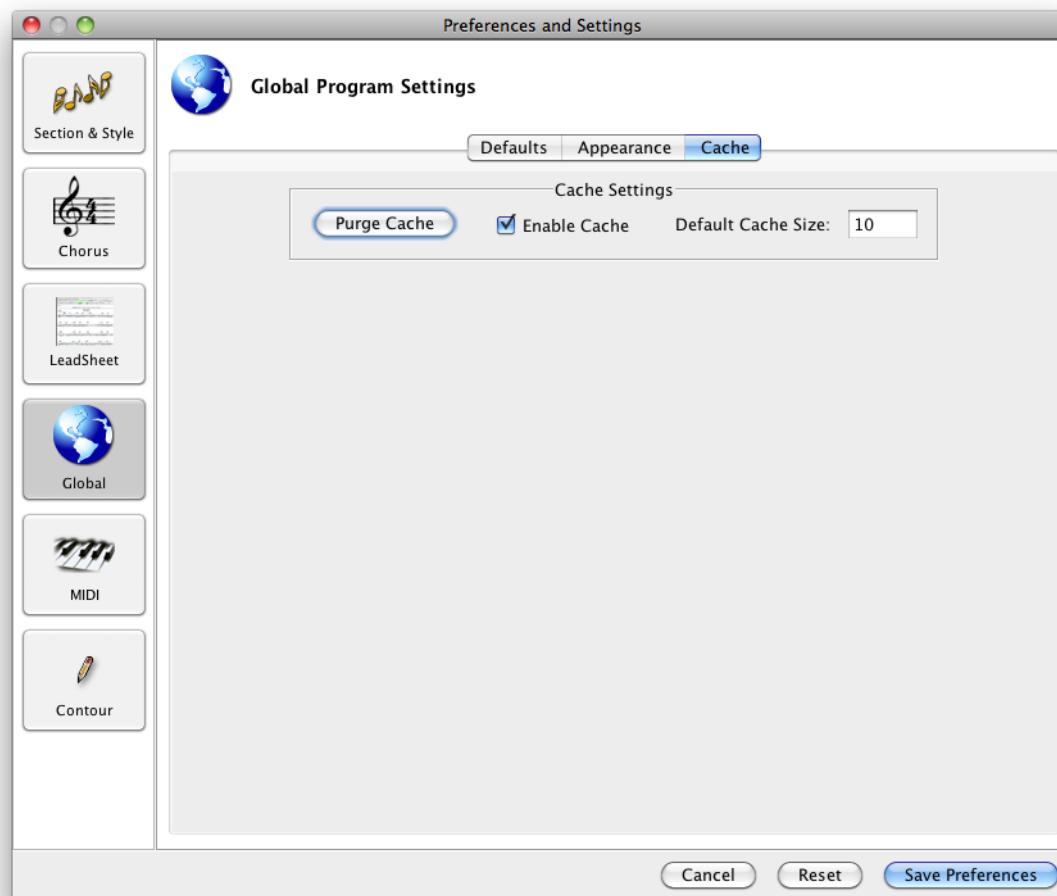 Preferences and Settings
Section & Style
Chorus
LeadSheet
Global
MIDI
Contour
Global Program Settings
Defaults Appearance Cache
Cache Settings
Purge Cache Enable Cache Default Cache Size: 10
Cancel Reset Save Preferences